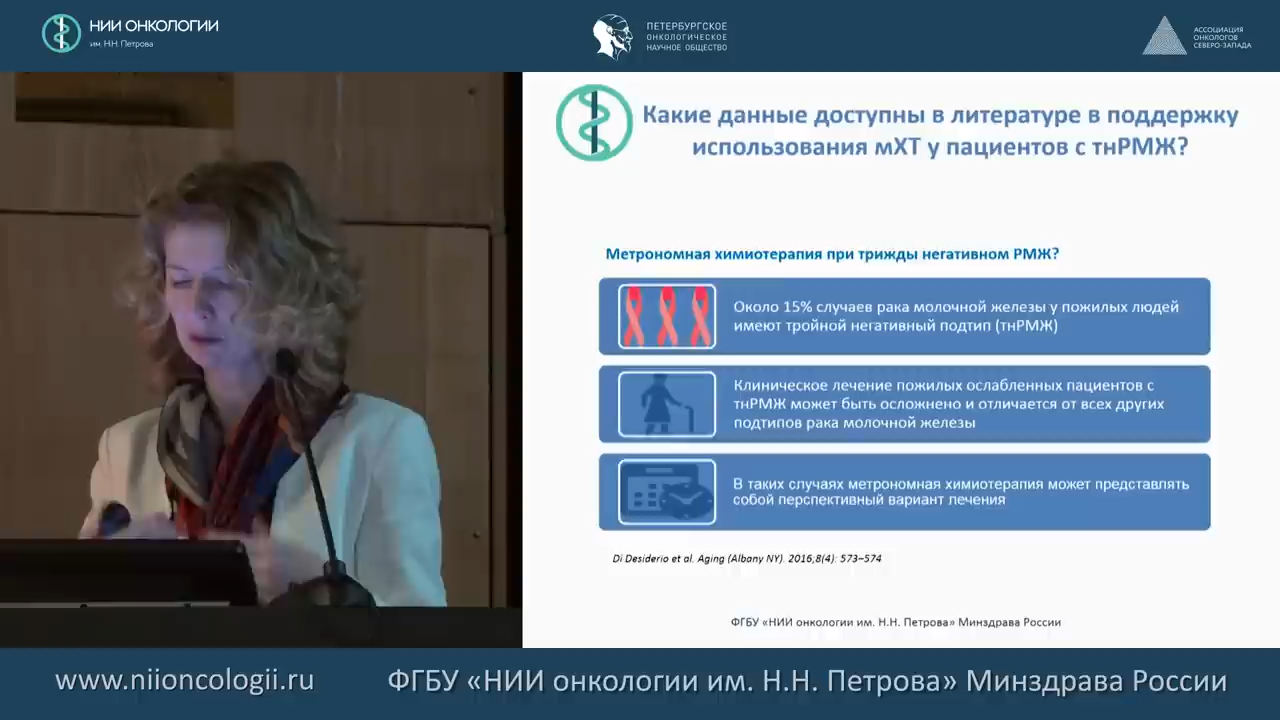 НИИ ОНКОЛОГИИ
им. Н.Н. Петрова
ПЕТЕРБУРГСКОЕ
ОНКОЛОГИЧЕСКОЕ
НАУЧНОЕ ОБЩЕСТВО
АССОЦИАЦИЯ
ОНКОЛОГОВ
СЕВЕРО-ЗАПАДА
Какие данные доступны в литературе в поддержку
использования мХТ у пациентов с тнРМЖ?
Метрономная химиотерапия при трижды негативном РМЖ?
Около 15% случаев рака молочной железы у пожилых людей
имеют тройной негативный подтип (тнРМЖ)
Клиническое лечение пожилых ослабленных пациентов с
тнРМЖ может быть осложнено и отличается от всех других
подтипов рака молочной железы
В таких случаях метрономная химиотерапия может представлять
собой перспективный вариант лечения
Di Desiderio et al. Aging (Albany NY). 2016;8(4): 573–574
ФГБУ «НИИ онкологии им. Н.Н. Петрова» Минздрава России
www.niioncologii.ru
ФГБУ «НИИ онкологии им. Н.Н. Петрова» Минздрава России